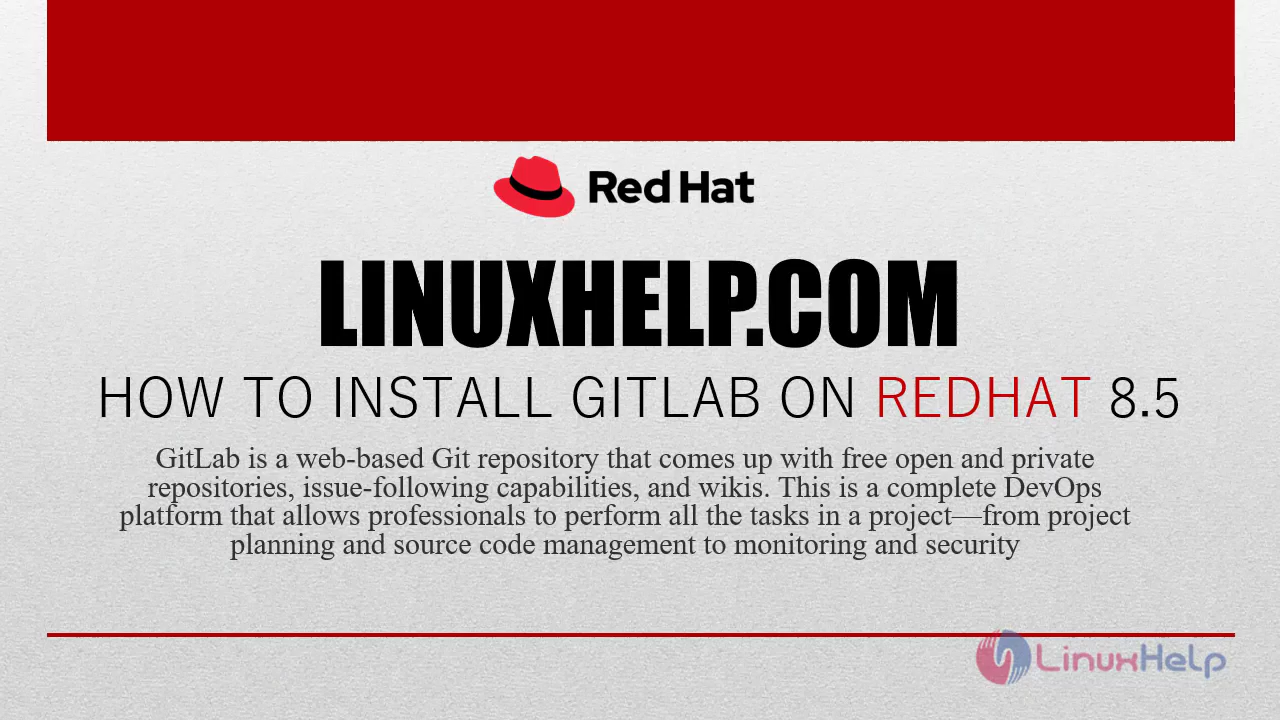 Red Hat
LINUXHELP.COM
HOW TO INSTALL GITLAB ON REDHAT 8.5
GitLab is a web-based Git repository that comes up with free open and private
repositories, issue-following capabilities, and wikis. This is a complete DevOps
platform that allows professionals to perform all the tasks in a project—from project
planning and source code management to monitoring and security
LinuxHelp